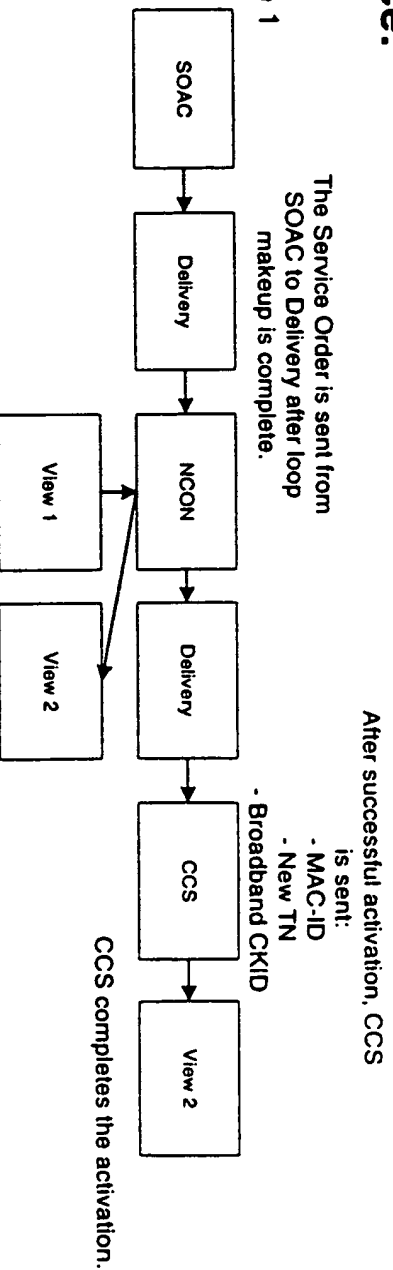 The Service Order is sent from
SOAC to Delivery after loop
makeup is complete.
After successful activation, CCS
is sent:
- MAC-ID
- New TN
- Broadband CKID
1
SOAC
Delivery
NCON
Delivery
CCS
View 2
View 1
View 2
CCS completes the activation.